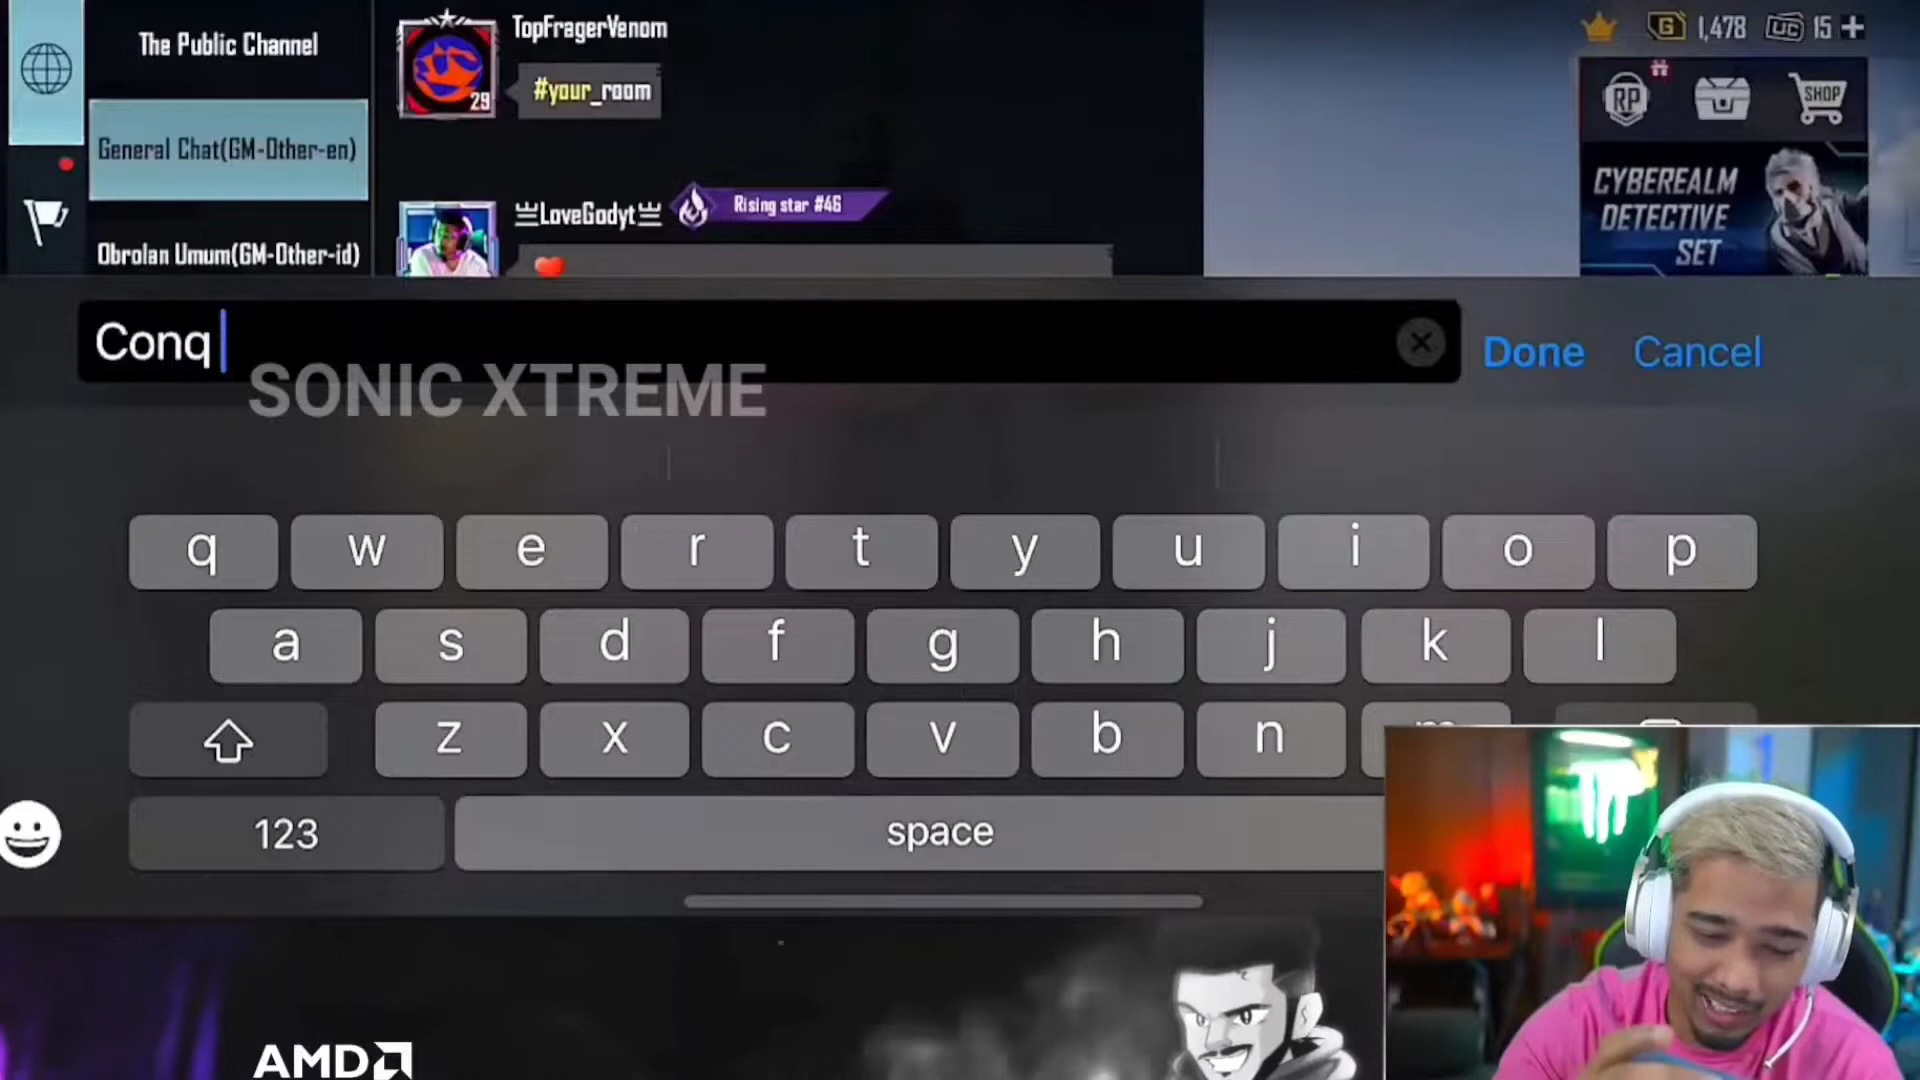 The Public Channel
General Chat(GM-Other-en)
Obrolan Umum(GM-Other-id)
TopFragerVenom
29
#your_room
LoveGodyt
Rising star #46
G 1,478 UC 15 +
RP
SHOP
CYBEREALM
DETECTIVE
SET
Conq
Done Cancel
SONIC XTREME
q w e r t y u i o p
a s d f g h j k l
z x c v b n m
123 space
AMD